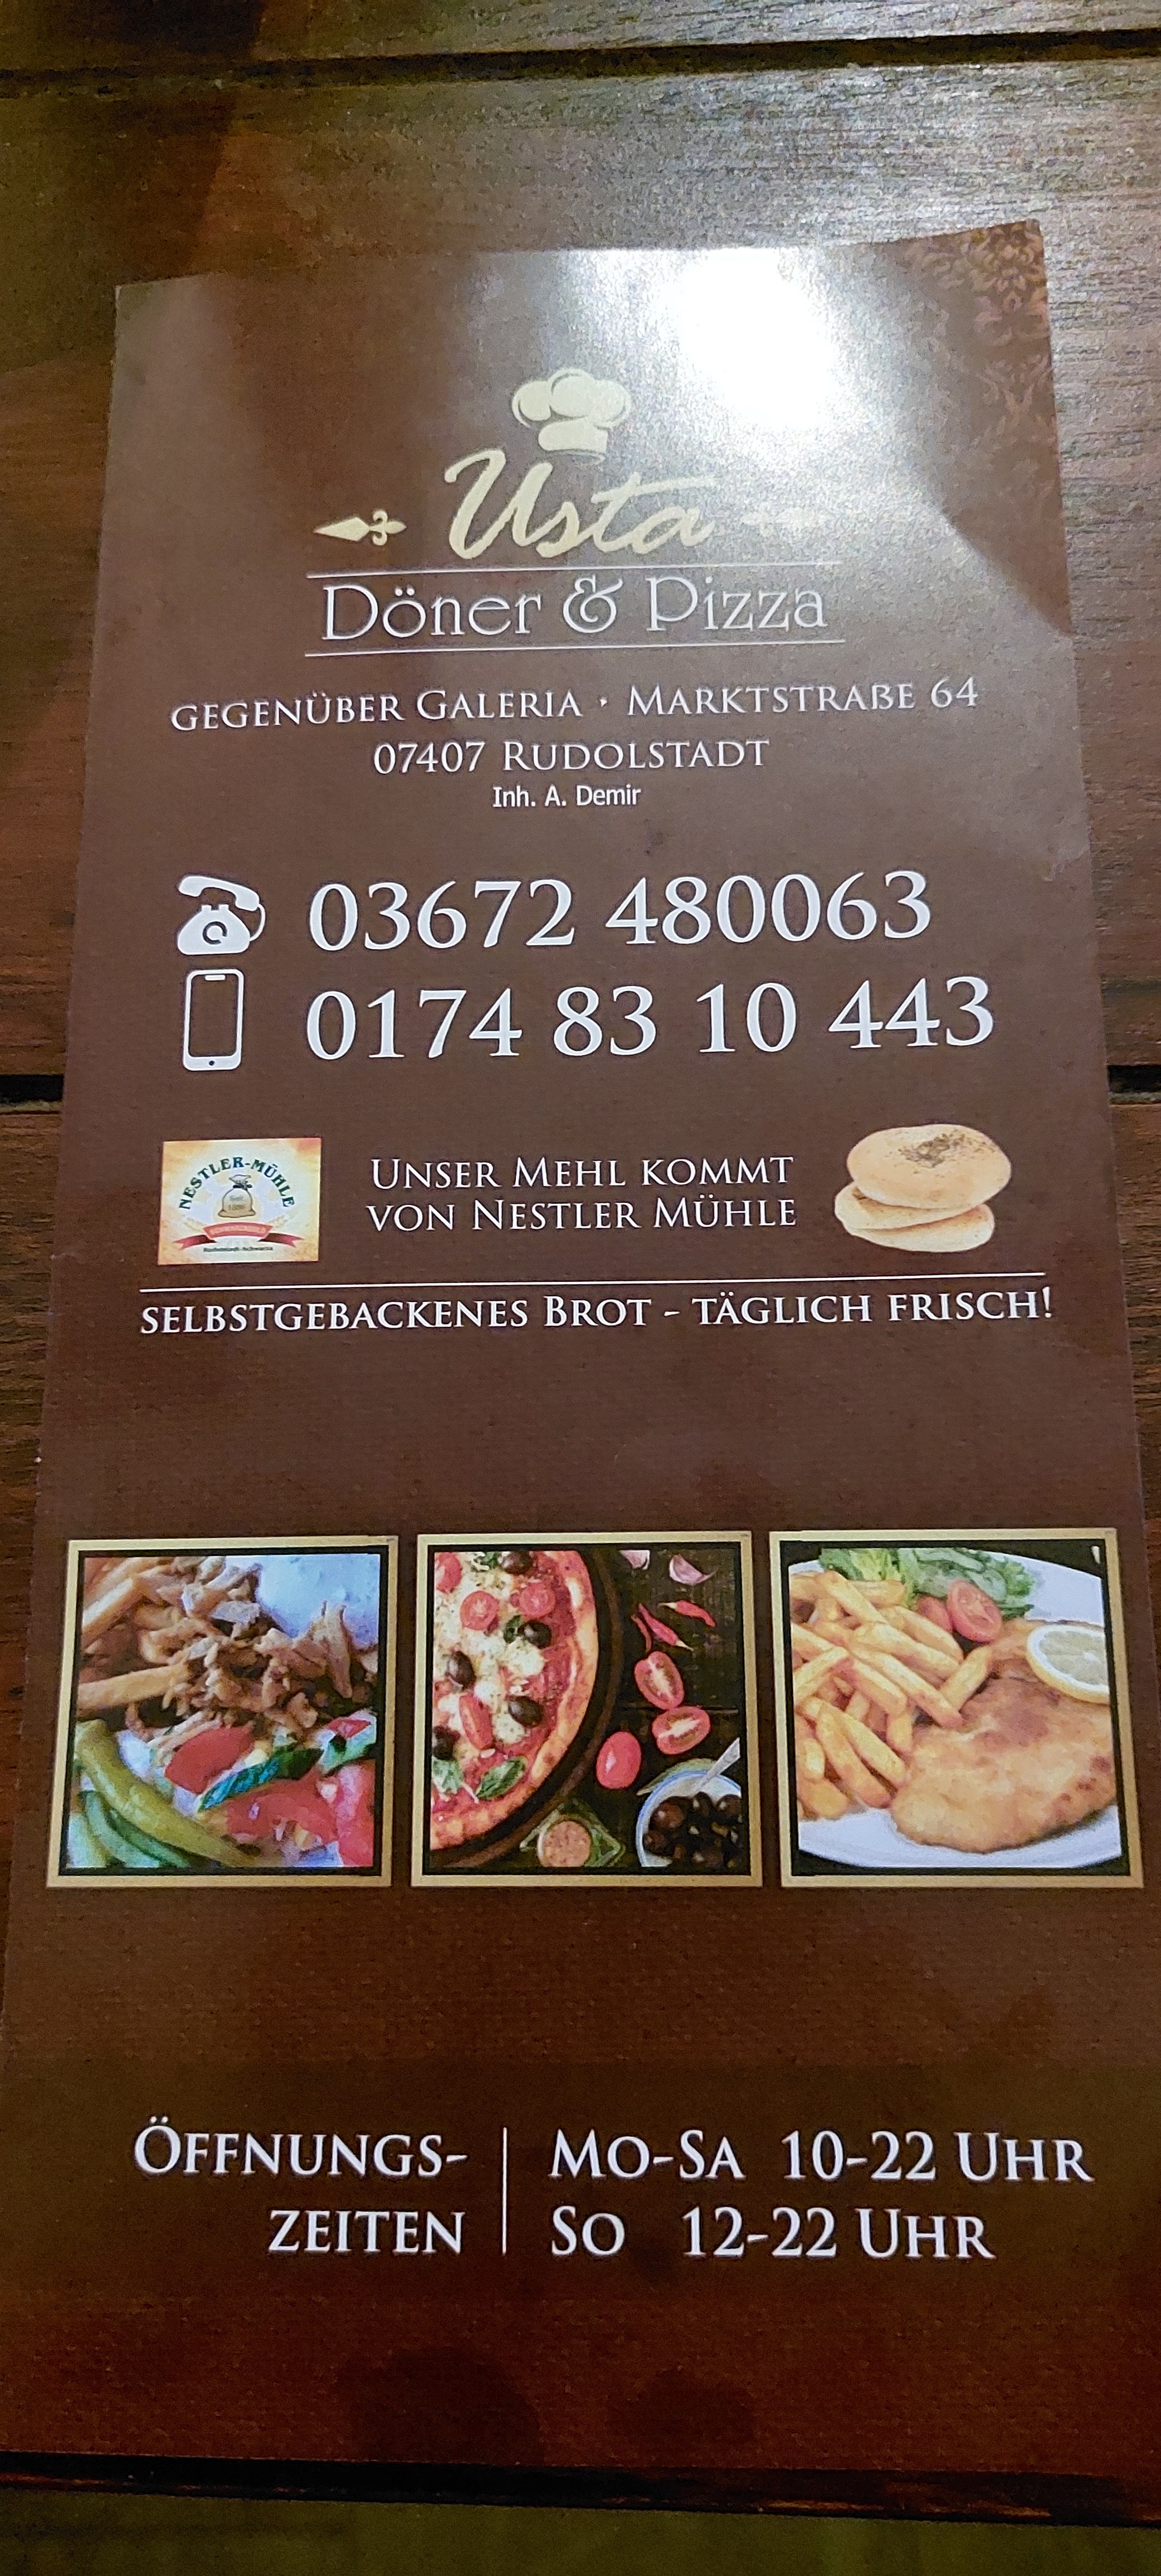 Usta
Döner & Pizza
GEGENÜBER GALERIA · MARKTSTRAßE 64
07407 RUDOLSTADT
Inh. A. Demir
03672 480063
0174 83 10 443
NESTLER-MÜHLE
Rudolstadt-Schwarza
UNSER MEHL KOMMT
VON NESTLER MÜHLE
SELBSTGEBACKENES BROT - TÄGLICH FRISCH!
ÖFFNUNGS-
ZEITEN
MO-SA 10-22 UHR
SO 12-22 UHR